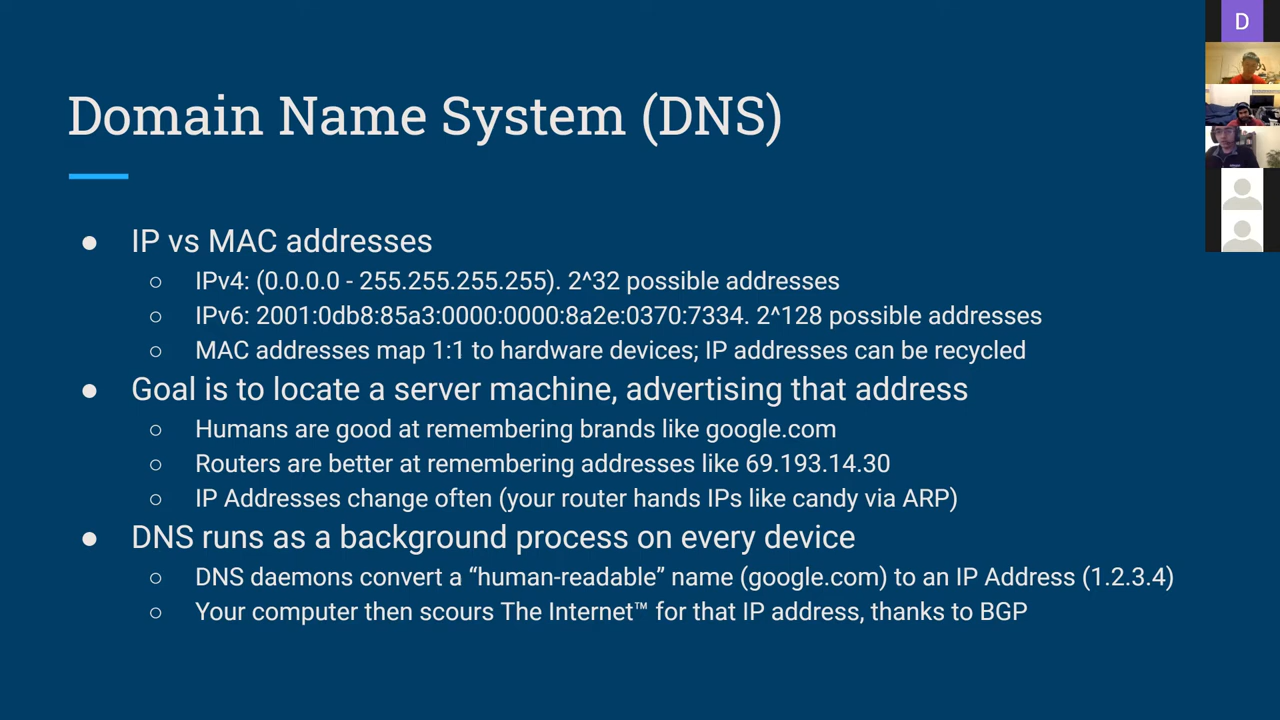 Domain Name System (DNS)
● IP vs MAC addresses
○ IPv4: (0.0.0.0 - 255.255.255.255). 2^32 possible addresses
○ IPv6: 2001:0db8:85a3:0000:0000:8a2e:0370:7334. 2^128 possible addresses
○ MAC addresses map 1:1 to hardware devices; IP addresses can be recycled
● Goal is to locate a server machine, advertising that address
○ Humans are good at remembering brands like google.com
○ Routers are better at remembering addresses like 69.193.14.30
○ IP Addresses change often (your router hands IPs like candy via ARP)
● DNS runs as a background process on every device
○ DNS daemons convert a “human-readable” name (google.com) to an IP Address (1.2.3.4)
○ Your computer then scours The Internet™ for that IP address, thanks to BGP
D